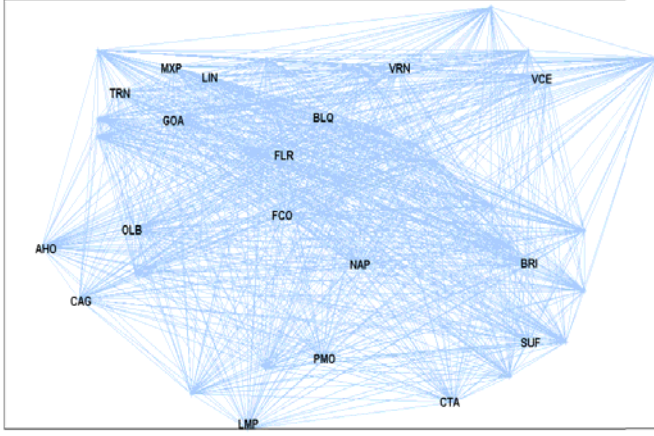 MXP
LIN
VRN
VCE
TRN
GOA
BLQ
FLR
FCO
OLB
AHO
NAP
BRI
CAG
SUF
PMO
CTA
LMP